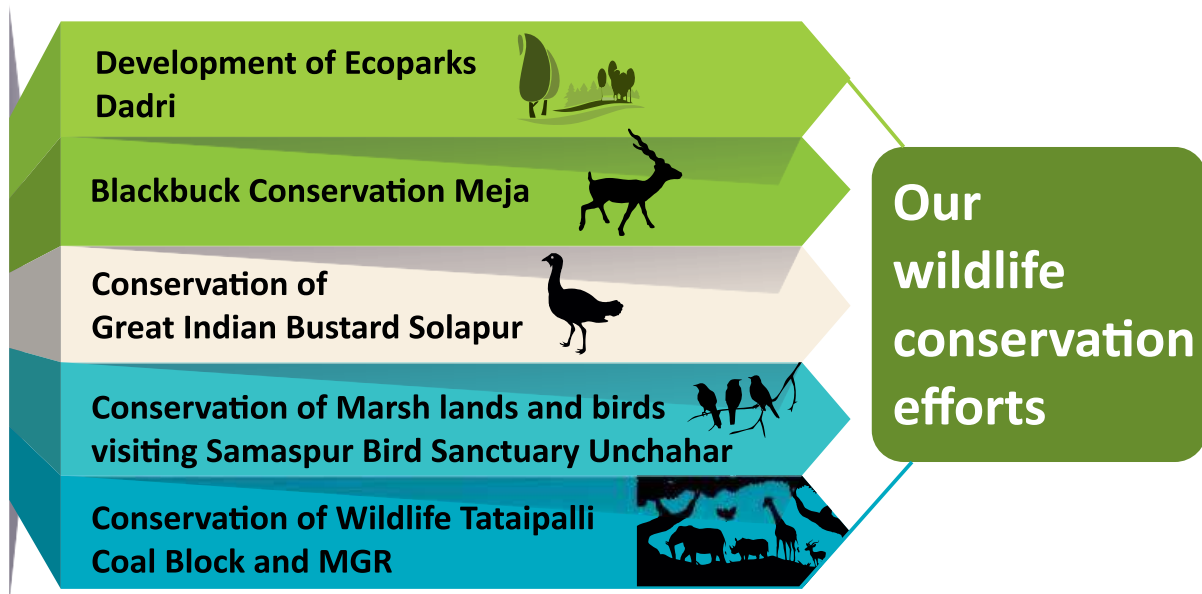 Development of Ecoparks
Dadri
Blackbuck Conservation Meja
Conservation of
Great Indian Bustard Solapur
Conservation of Marsh lands and birds
visiting Samaspur Bird Sanctuary Unchahar
Conservation of Wildlife Tataipalli
Coal Block and MGR
Our
wildlife
conservation
efforts